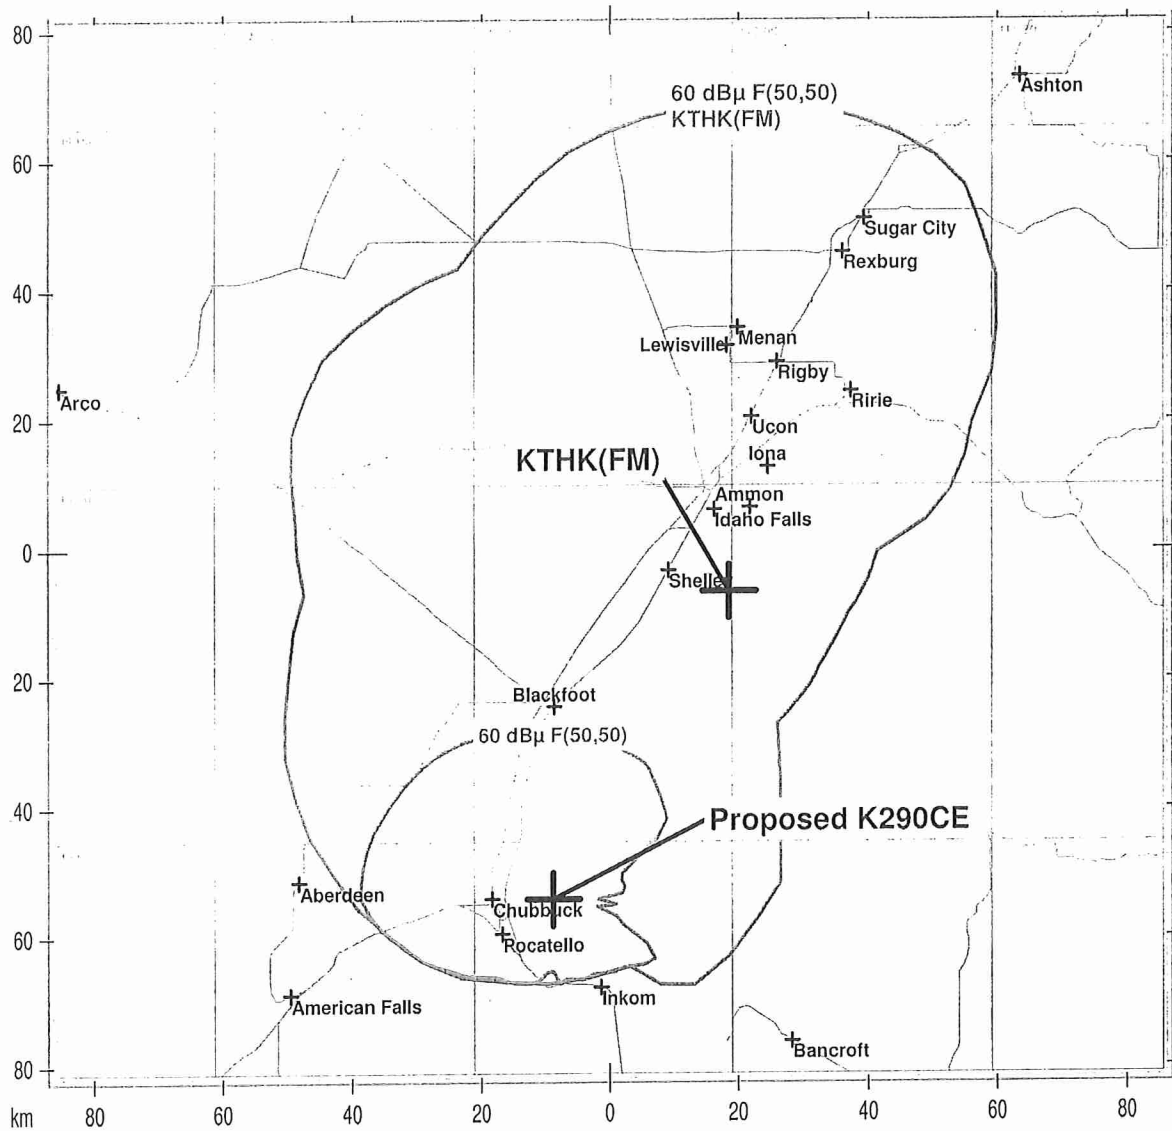 80
60
40
20
0
20
40
60
80
60 dBµ F(50,50)
KTHK(FM)
Ashton
Sugar City
Rexburg
Menan
Lewisville
Rigby
Arco
Ririe
Ucon
KTHK(FM)
Iona
Ammon
Idaho Falls
Shelle
Blackfoot
60 dBµ F(50,50)
Proposed K290CE
Aberdeen
Chubbuck
Pocatello
American Falls
Inkom
Bancroft
km 80 60 40 20 0 20 40 60 80